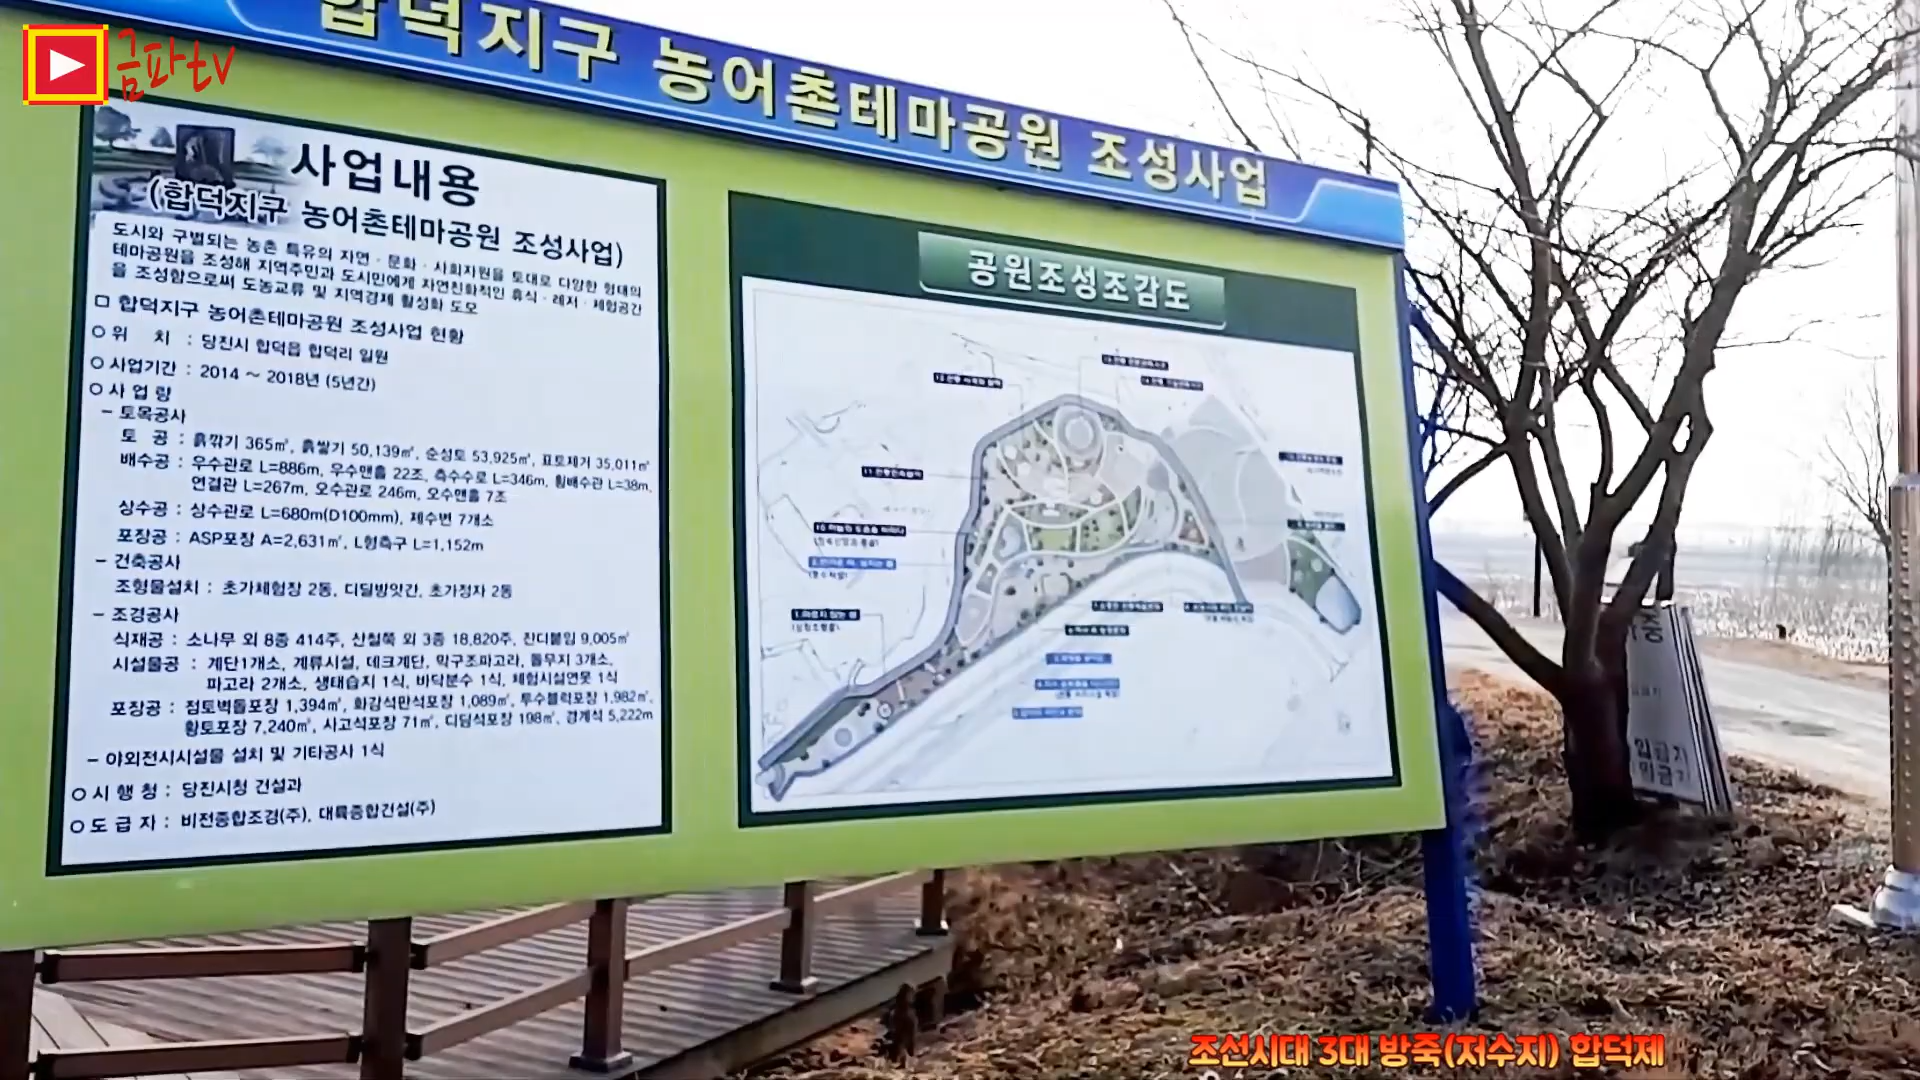 금파tv
합덕지구 농어촌테마공원 조성사업
사업내용
(합덕지구 농어촌테마공원 조성사업)
도시와 구별되는 농촌 특유의 자연 · 문화 · 사회자원을 토대로 다양한 형태의
테마공원을 조성해 지역주민과 도시민에게 자연친화적인 휴식 · 레저 · 체험공간
을 조성함으로써 도농교류 및 지역경제 활성화 도모
□ 합덕지구 농어촌테마공원 조성사업 현황
○ 위 치 : 당진시 합덕읍 합덕리 일원
○ 사업기간 : 2014 ~ 2018년 (5년간)
○ 사 업 량
- 토목공사
토 공 : 흙깎기 365㎥, 흙쌓기 50,139㎥, 순성토 53,925㎥, 표토제거 35,011㎥
배수공 : 우수관로 L=886m, 우수맨홀 22조, 측수수로 L=346m, 횡배수관 L=38m,
연결관 L=267m, 오수관로 246m, 오수맨홀 7조
상수공 : 상수관로 L=680m(D100mm), 제수변 7개소
포장공 : ASP포장 A=2,631㎡, L형측구 L=1,152m
- 건축공사
조형물설치 : 초가체험장 2동, 디딜방앗간, 초가정자 2동
- 조경공사
식재공 : 소나무 외 8종 414주, 산철쭉 외 3종 18,820주, 잔디붙임 9,005㎡
시설물공 : 계단1개소, 계류시설, 데크계단, 막구조파고라, 돌무지 3개소,
파고라 2개소, 생태습지 1식, 바닥분수 1식, 체험시설연못 1식
포장공 : 점토벽돌포장 1,394㎡, 화강석판석포장 1,089㎡, 투수블럭포장 1,982㎡,
황토포장 7,240㎡, 사고석포장 71㎡, 디딤석포장 198㎡, 경계석 5,222m
- 야외전시시설물 설치 및 기타공사 1식
○ 시 행 청 : 당진시청 건설과
○ 도 급 자 : 비전종합조경(주), 대륙종합건설(주)
공원조성조감도
조선시대 3대 방죽(저수지) 합덕제